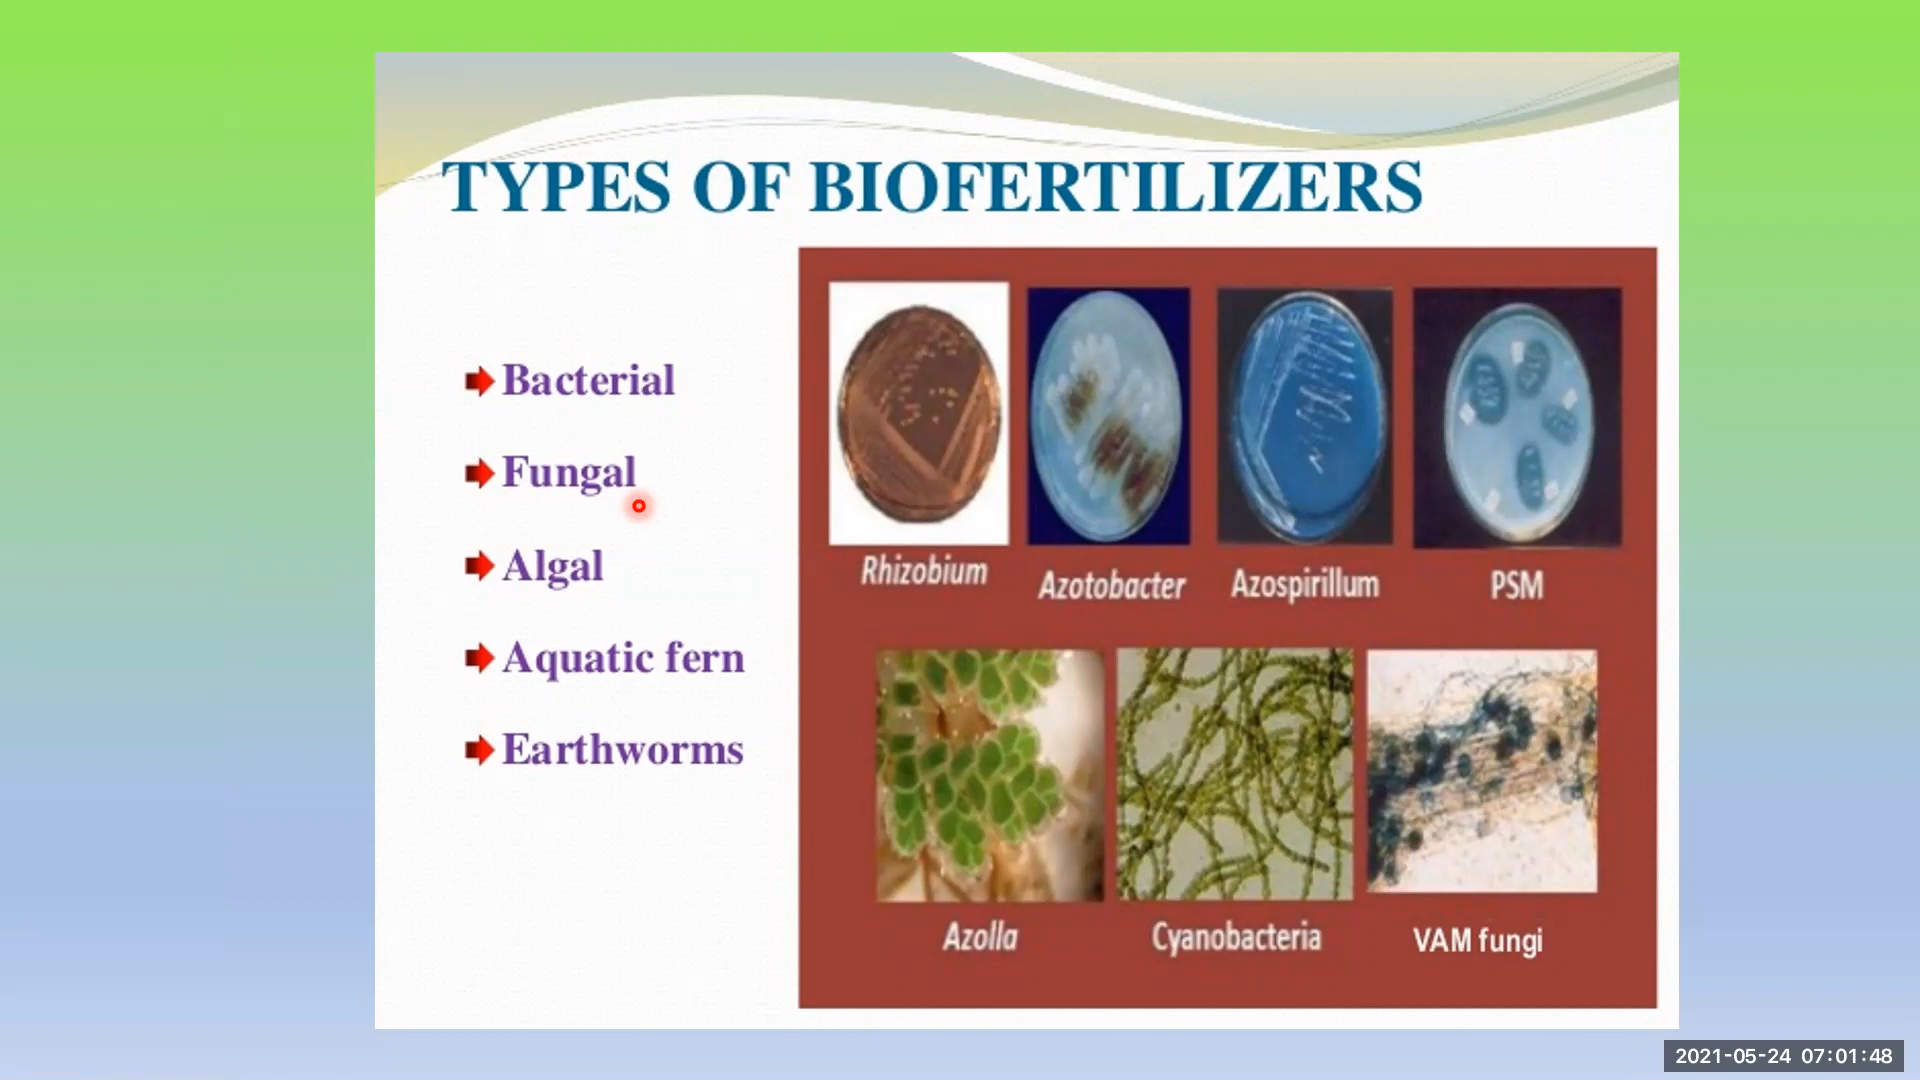 TYPES OF BIOFERTILIZERS
Bacterial
Fungal
Algal
Aquatic fern
Earthworms
Rhizobium
Azotobacter
Azospirillum
PSM
Azolla
Cyanobacteria
VAM fungi
2021-05-24 07:01:48